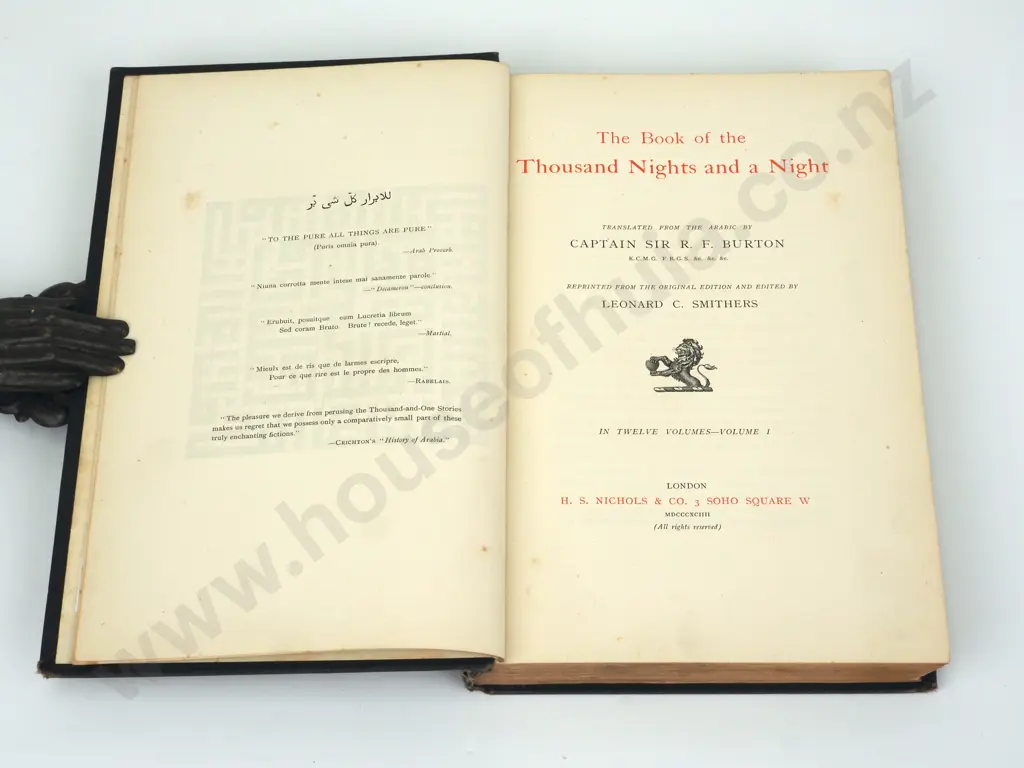 للابرار كلّ شی تبر
"TO THE PURE ALL THINGS ARE PURE"
(Puris omnia pura)
—Arab Proverb.
"Niuna corrotta mente intese mai sanamente parole."
—"Decameron"—conclusion.
"Erubuit, posuitque eum Lucretia librum
Sed coram Bruto. Brute! recede, leget."
—Martial.
"Mieulx est de ris que de larmes escripre,
Pour ce que rire est le propre des hommes."
—RABELAIS.
"The pleasure we derive from perusing the Thousand-and-One Stories
makes us regret that we possess only a comparatively small part of these
truly enchanting fictions."
—CRICHTON'S "History of Arabia."
The Book of the
Thousand Nights and a Night
TRANSLATED FROM THE ARABIC BY
CAPTAIN SIR R. F. BURTON
K.C.M.G. F.R.G.S. &c. &c. &c.
REPRINTED FROM THE ORIGINAL EDITION AND EDITED BY
LEONARD C. SMITHERS
IN TWELVE VOLUMES—VOLUME I
LONDON
H. S. NICHOLS & CO. 3 SOHO SQUARE W
MDCCCXCIIII
(All rights reserved)
www.houseofhulia.co.nz